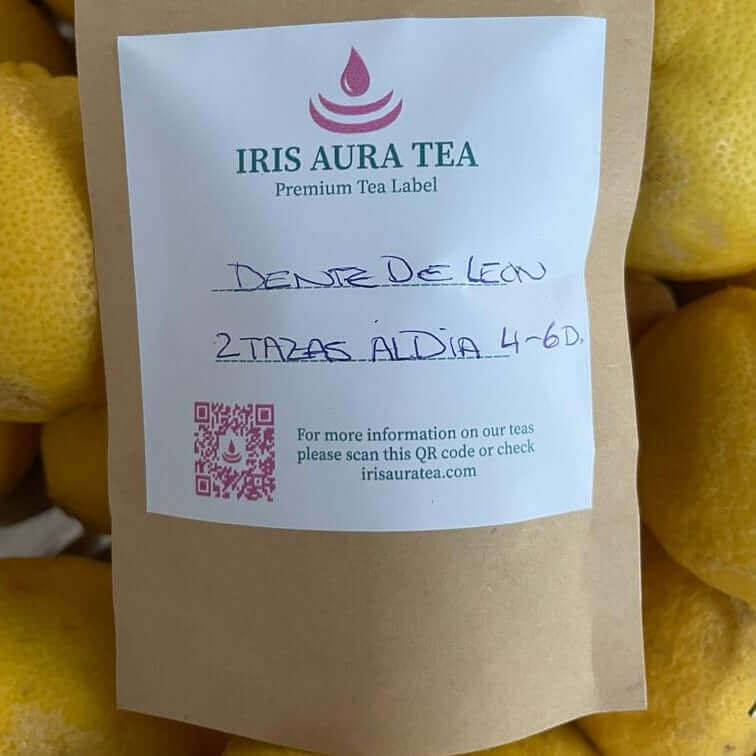 IRIS AURA TEA
Premium Tea Label
DENTE DE LEON
2 TAZAS AL DIA 4-6 D.
For more information on our teas
please scan this QR code or check
irisauratea.com